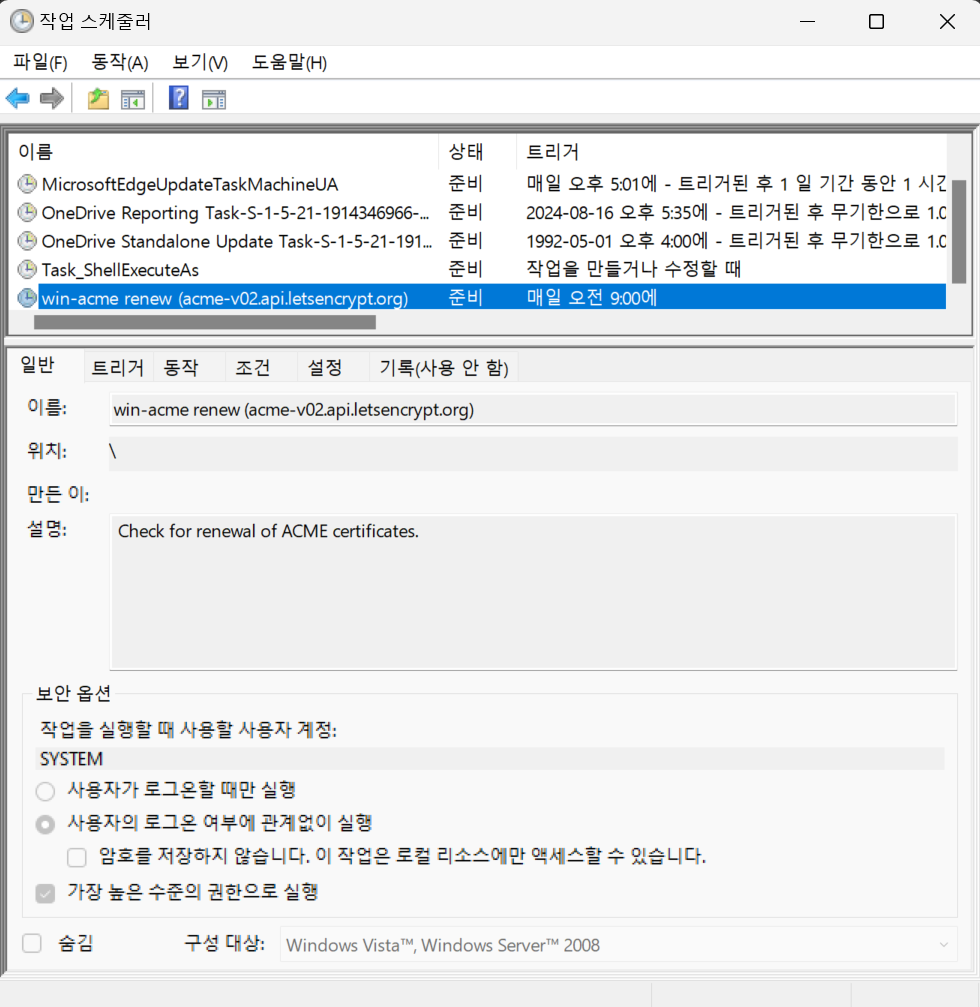 작업 스케줄러
파일(F) 동작(A) 보기(V) 도움말(H)
이름 상태 트리거
MicrosoftEdgeUpdateTaskMachineUA 준비 매일 오후 5:01에 - 트리거된 후 1 일 기간 동안 1 시간
OneDrive Reporting Task-S-1-5-21-1914346966-... 준비 2024-08-16 오후 5:35에 - 트리거된 후 무기한으로 1.0
OneDrive Standalone Update Task-S-1-5-21-191... 준비 1992-05-01 오후 4:00에 - 트리거된 후 무기한으로 1.0
Task_ShellExecuteAs 준비 작업을 만들거나 수정할 때
win-acme renew (acme-v02.api.letsencrypt.org) 준비 매일 오전 9:00에
일반 트리거 동작 조건 설정 기록(사용 안 함)
이름: win-acme renew (acme-v02.api.letsencrypt.org)
위치: \
만든 이:
설명: Check for renewal of ACME certificates.
보안 옵션
작업을 실행할 때 사용할 사용자 계정:
SYSTEM
사용자가 로그온할 때만 실행
사용자의 로그온 여부에 관계없이 실행
암호를 저장하지 않습니다. 이 작업은 로컬 리소스에만 액세스할 수 있습니다.
가장 높은 수준의 권한으로 실행
숨김 구성 대상: Windows Vista™, Windows Server™ 2008